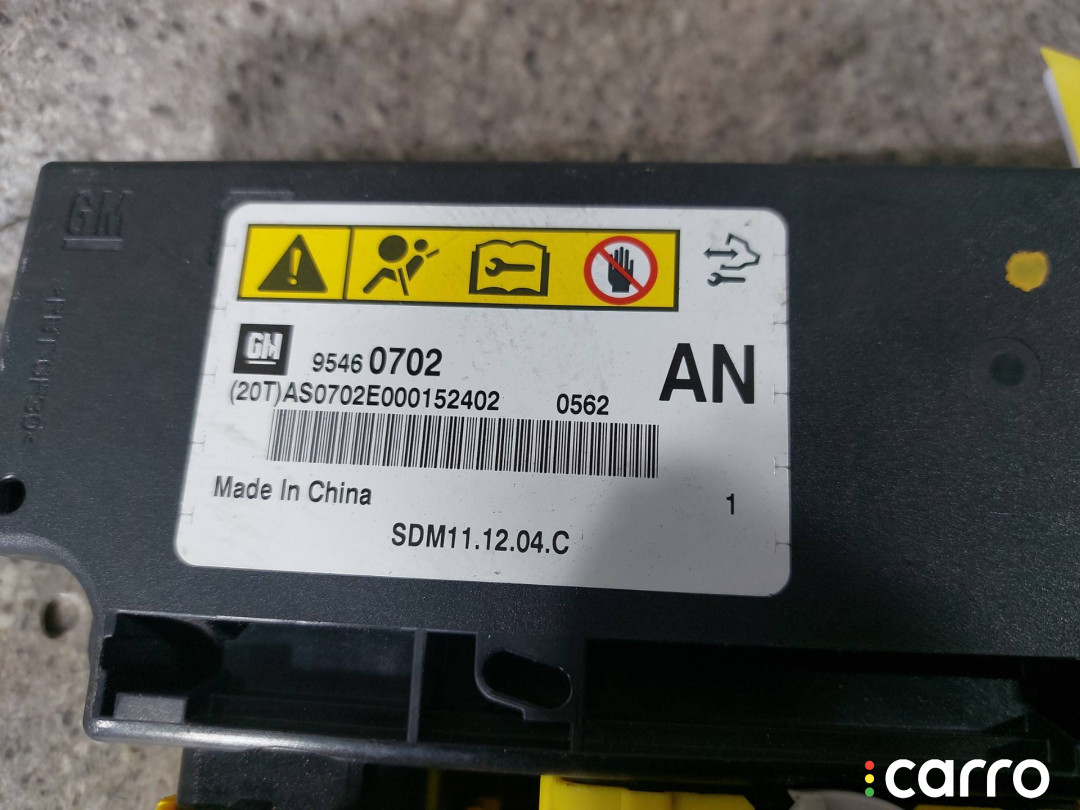 GM
GM 9546 0702
AN
(20T)AS0702E000152402 0562
Made In China
1
SDM11.12.04.C
carro